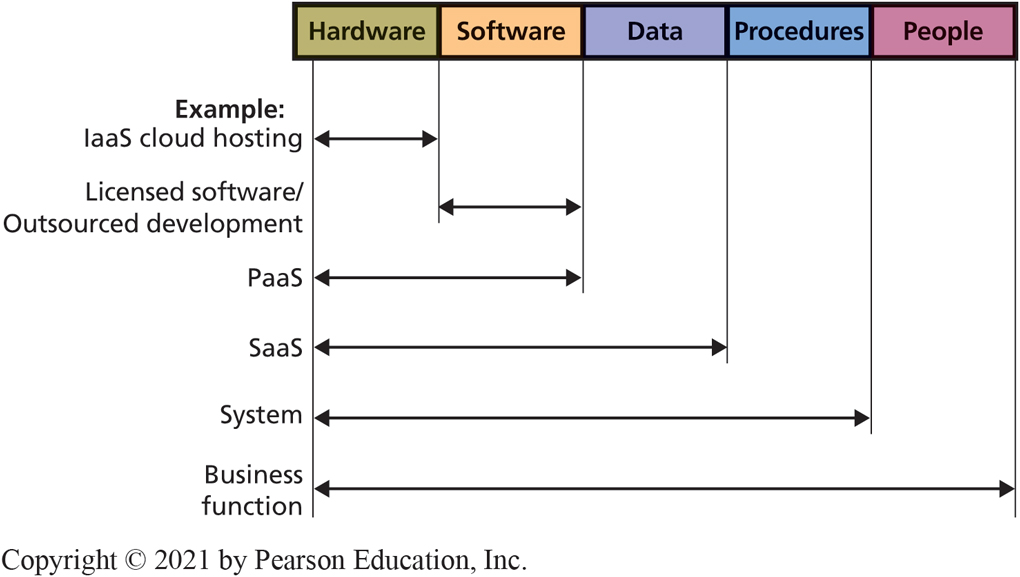 Hardware Software Data Procedures People
Example:
IaaS cloud hosting
Licensed software/
Outsourced development
PaaS
SaaS
System
Business
function
Copyright © 2021 by Pearson Education, Inc.